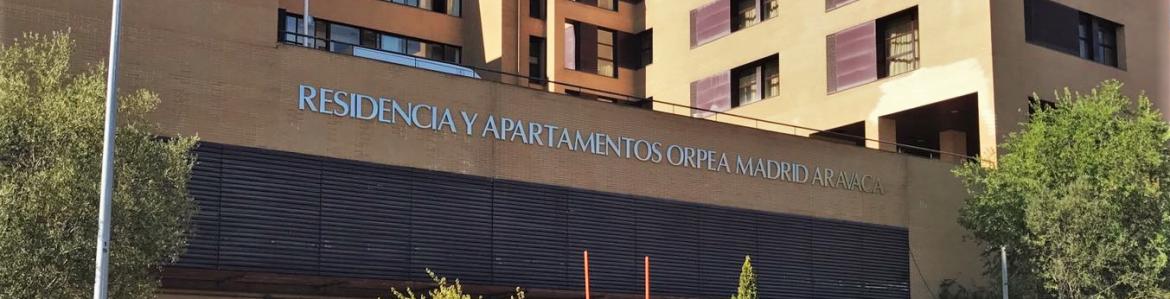 RESIDENCIA Y APARTAMENTOS ORPEA MADRID ARAVACA